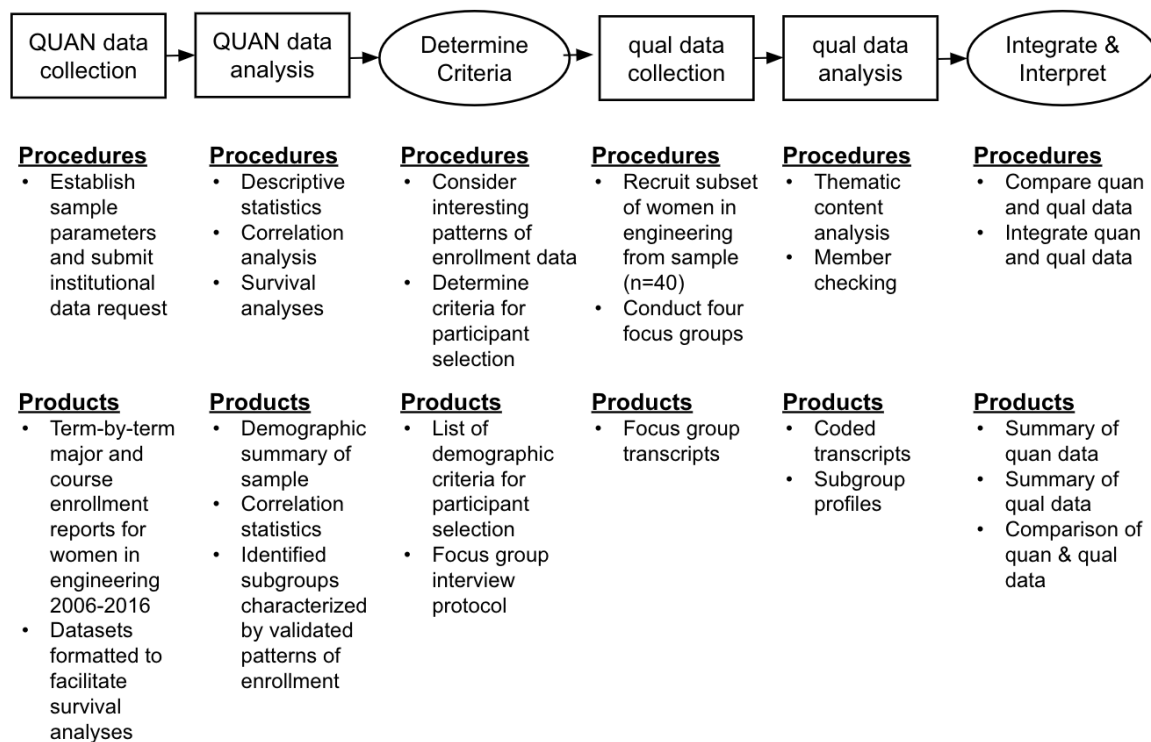 QUAN data
collection
QUAN data
analysis
Determine
Criteria
qual data
collection
qual data
analysis
Integrate &
Interpret
Procedures
• Establish
sample
parameters
and submit
institutional
data request
Procedures
• Descriptive
statistics
• Correlation
analysis
• Survival
analyses
Procedures
• Consider
interesting
patterns of
enrollment data
• Determine
criteria for
participant
selection
Procedures
• Recruit subset
of women in
engineering
from sample
(n=40)
• Conduct four
focus groups
Procedures
• Thematic
content
analysis
• Member
checking
Procedures
• Compare quan
and qual data
• Integrate quan
and qual data
Products
• Term-by-term
major and
course
enrollment
reports for
women in
engineering
2006-2016
• Datasets
formatted to
facilitate
survival
analyses
Products
• Demographic
summary of
sample
• Correlation
statistics
• Identified
subgroups
characterized
by validated
patterns of
enrollment
Products
• List of
demographic
criteria for
participant
selection
• Focus group
interview
protocol
Products
• Focus group
transcripts
Products
• Coded
transcripts
• Subgroup
profiles
Products
• Summary of
quan data
• Summary of
qual data
• Comparison of
quan & qual
data